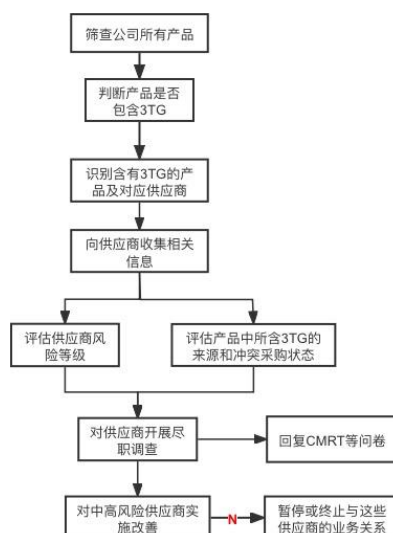 筛查公司所有产品
判断产品是否
包含3TG
识别含有3TG的产
品及对应供应商
向供应商收集相关
信息
评估供应商风
险等级
评估产品中所含3TG的
来源和冲突采购状态
对供应商开展尽
职调查
回复CMRT等问卷
对中高风险供应商实
施改善
N
暂停或终止与这些
供应商的业务关系